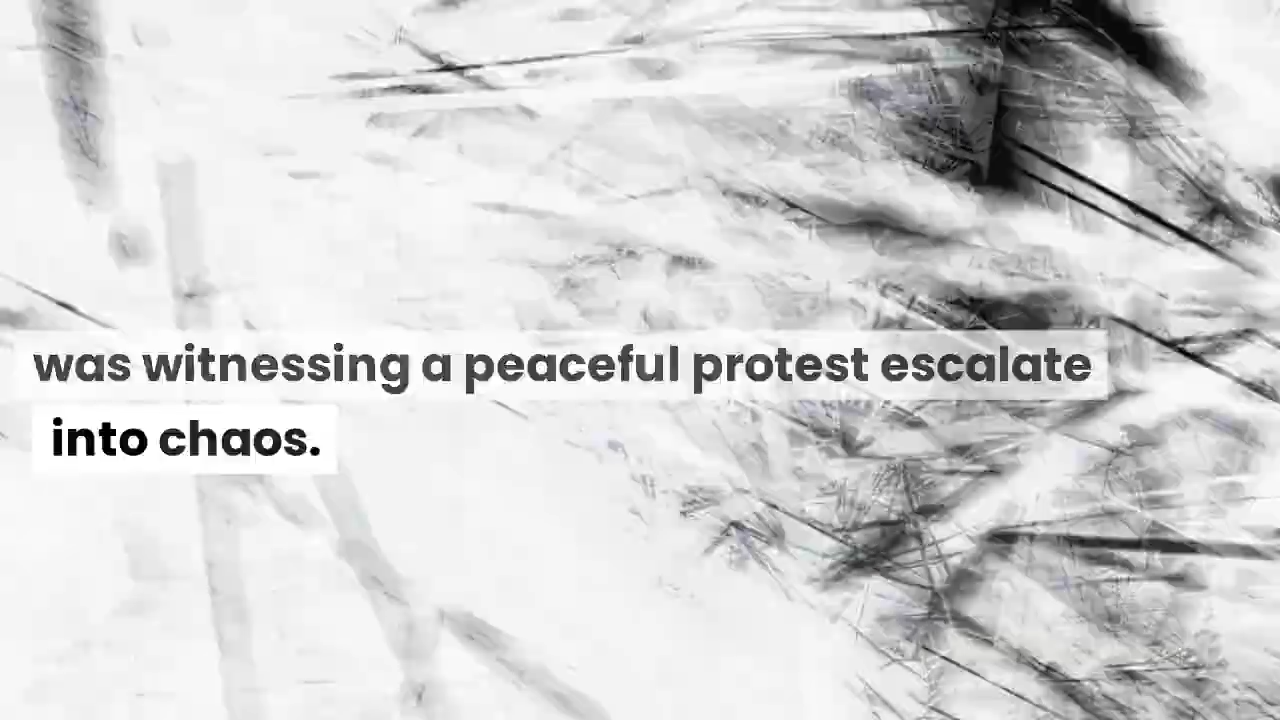 was witnessing a peaceful protest escalate
into chaos.